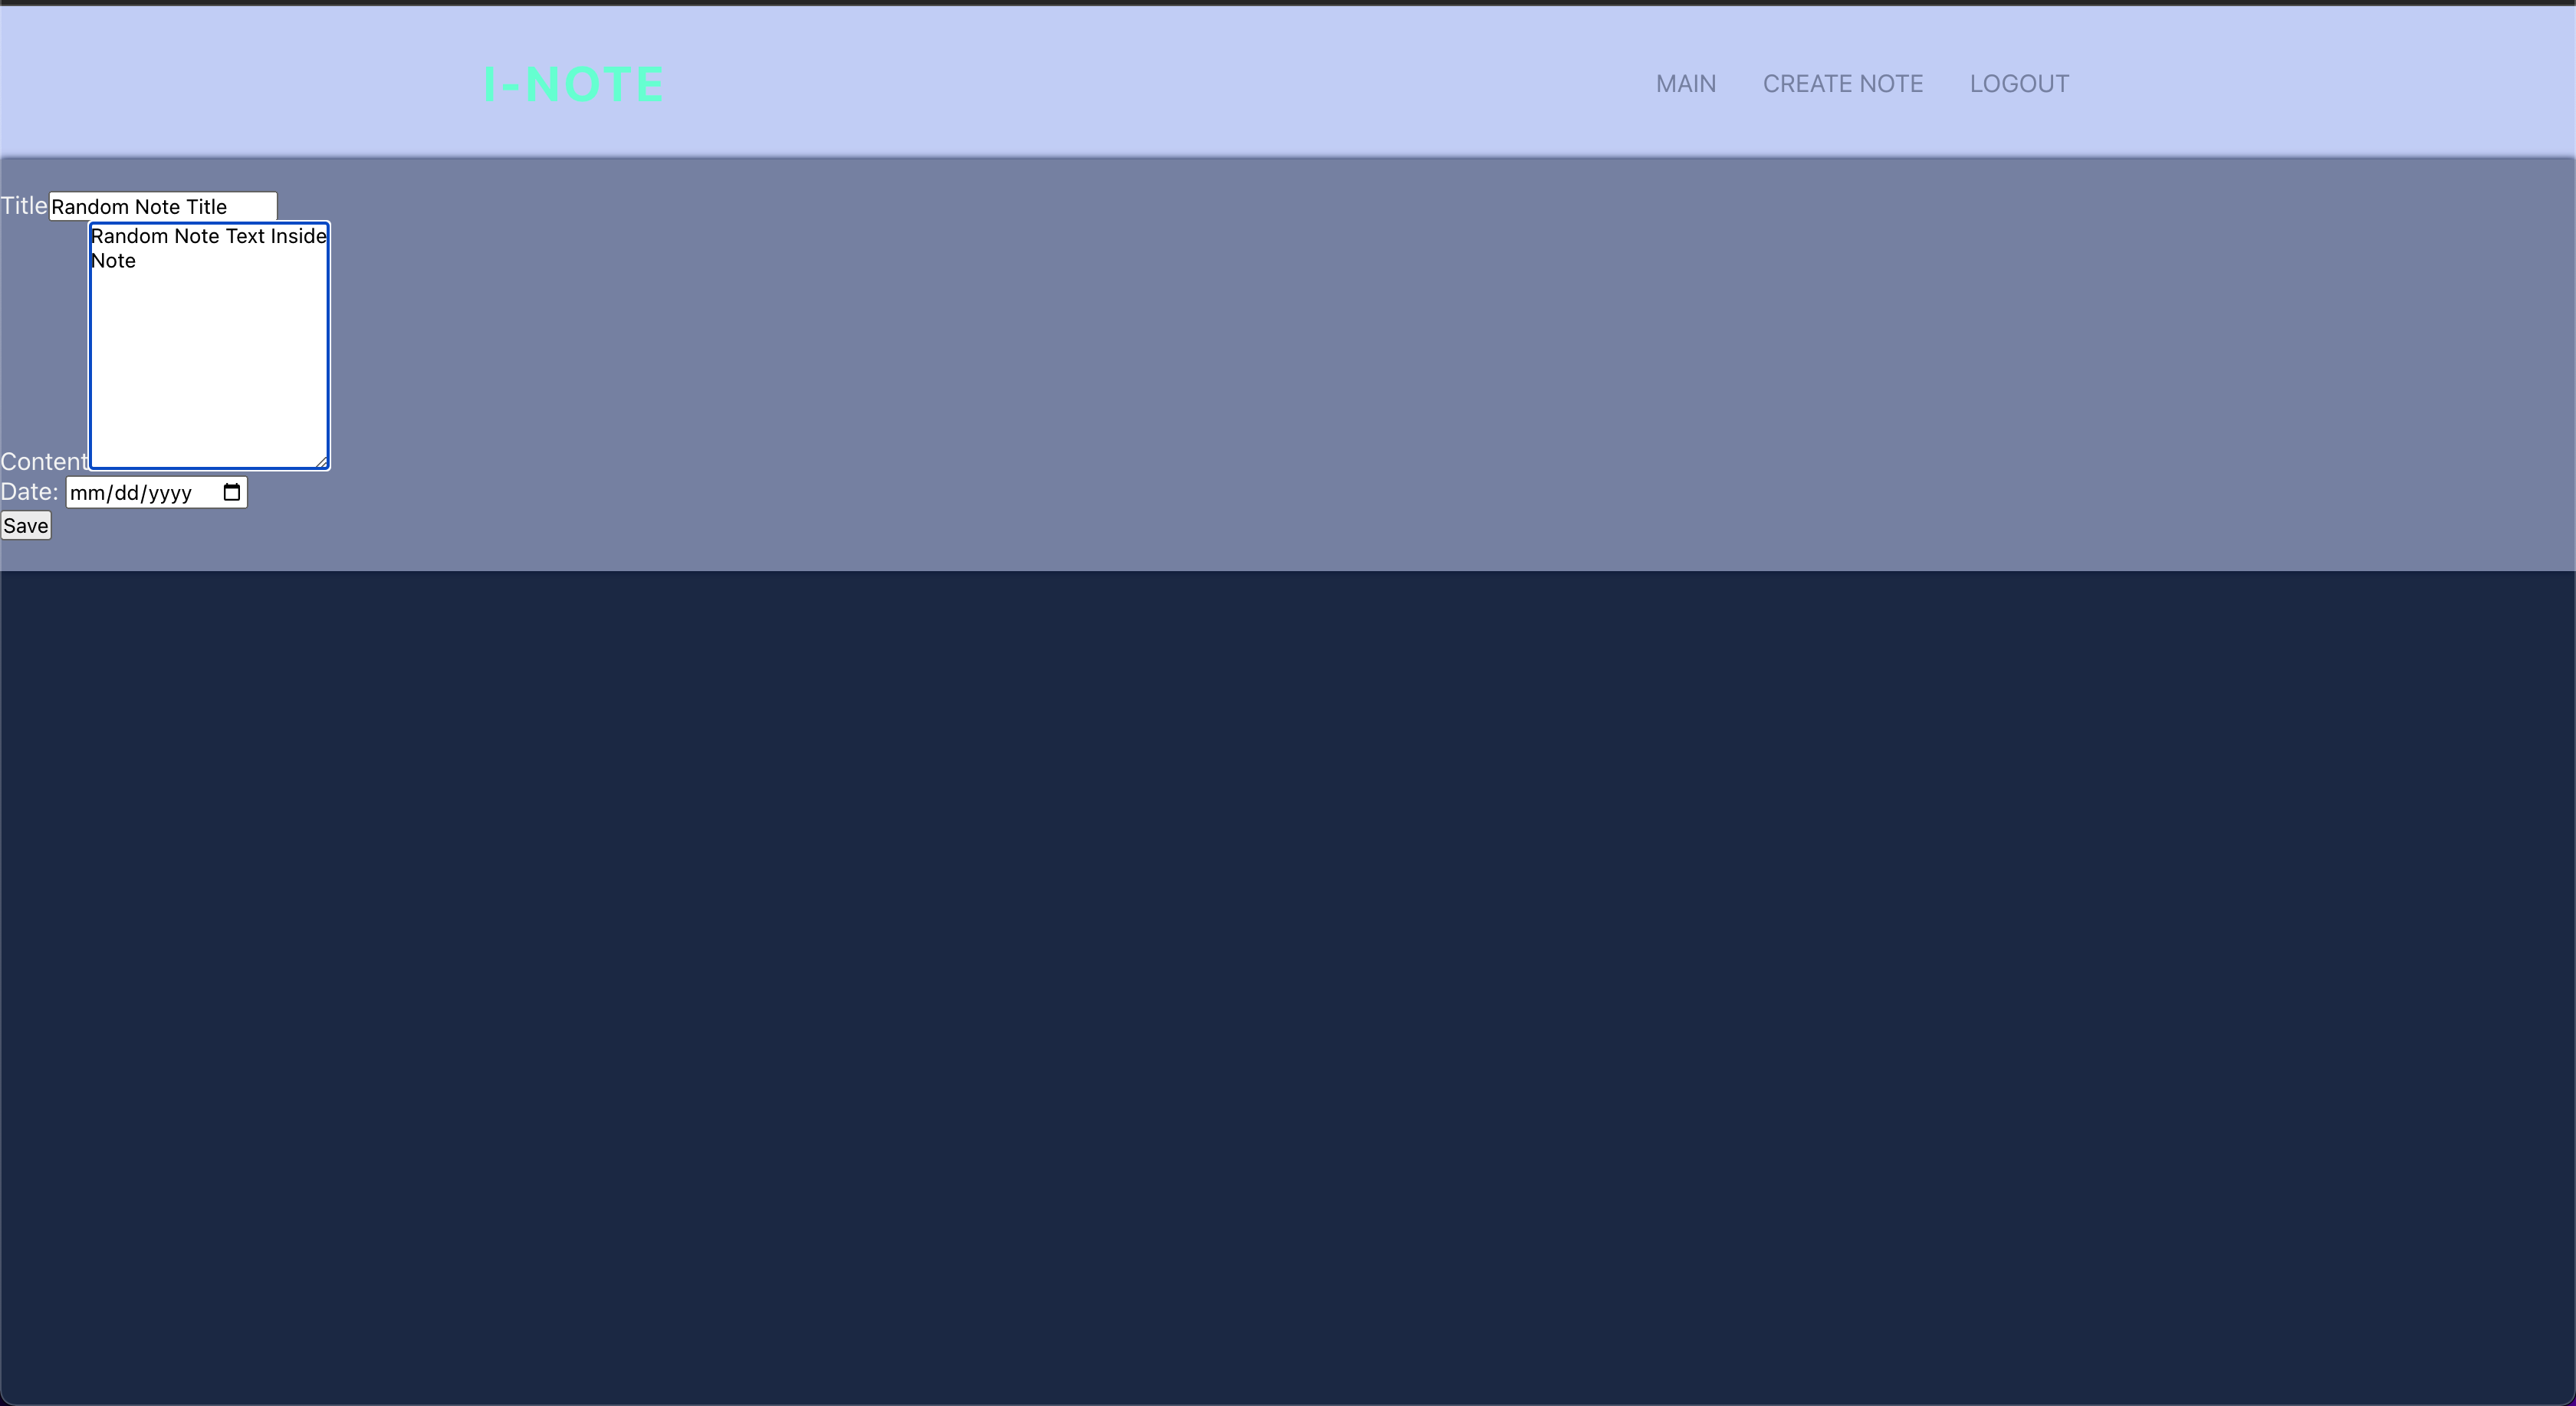 I-NOTE
MAIN CREATE NOTE LOGOUT
Title Random Note Title
Random Note Text Inside
Note
Content
Date: mm/dd/yyyy
Save